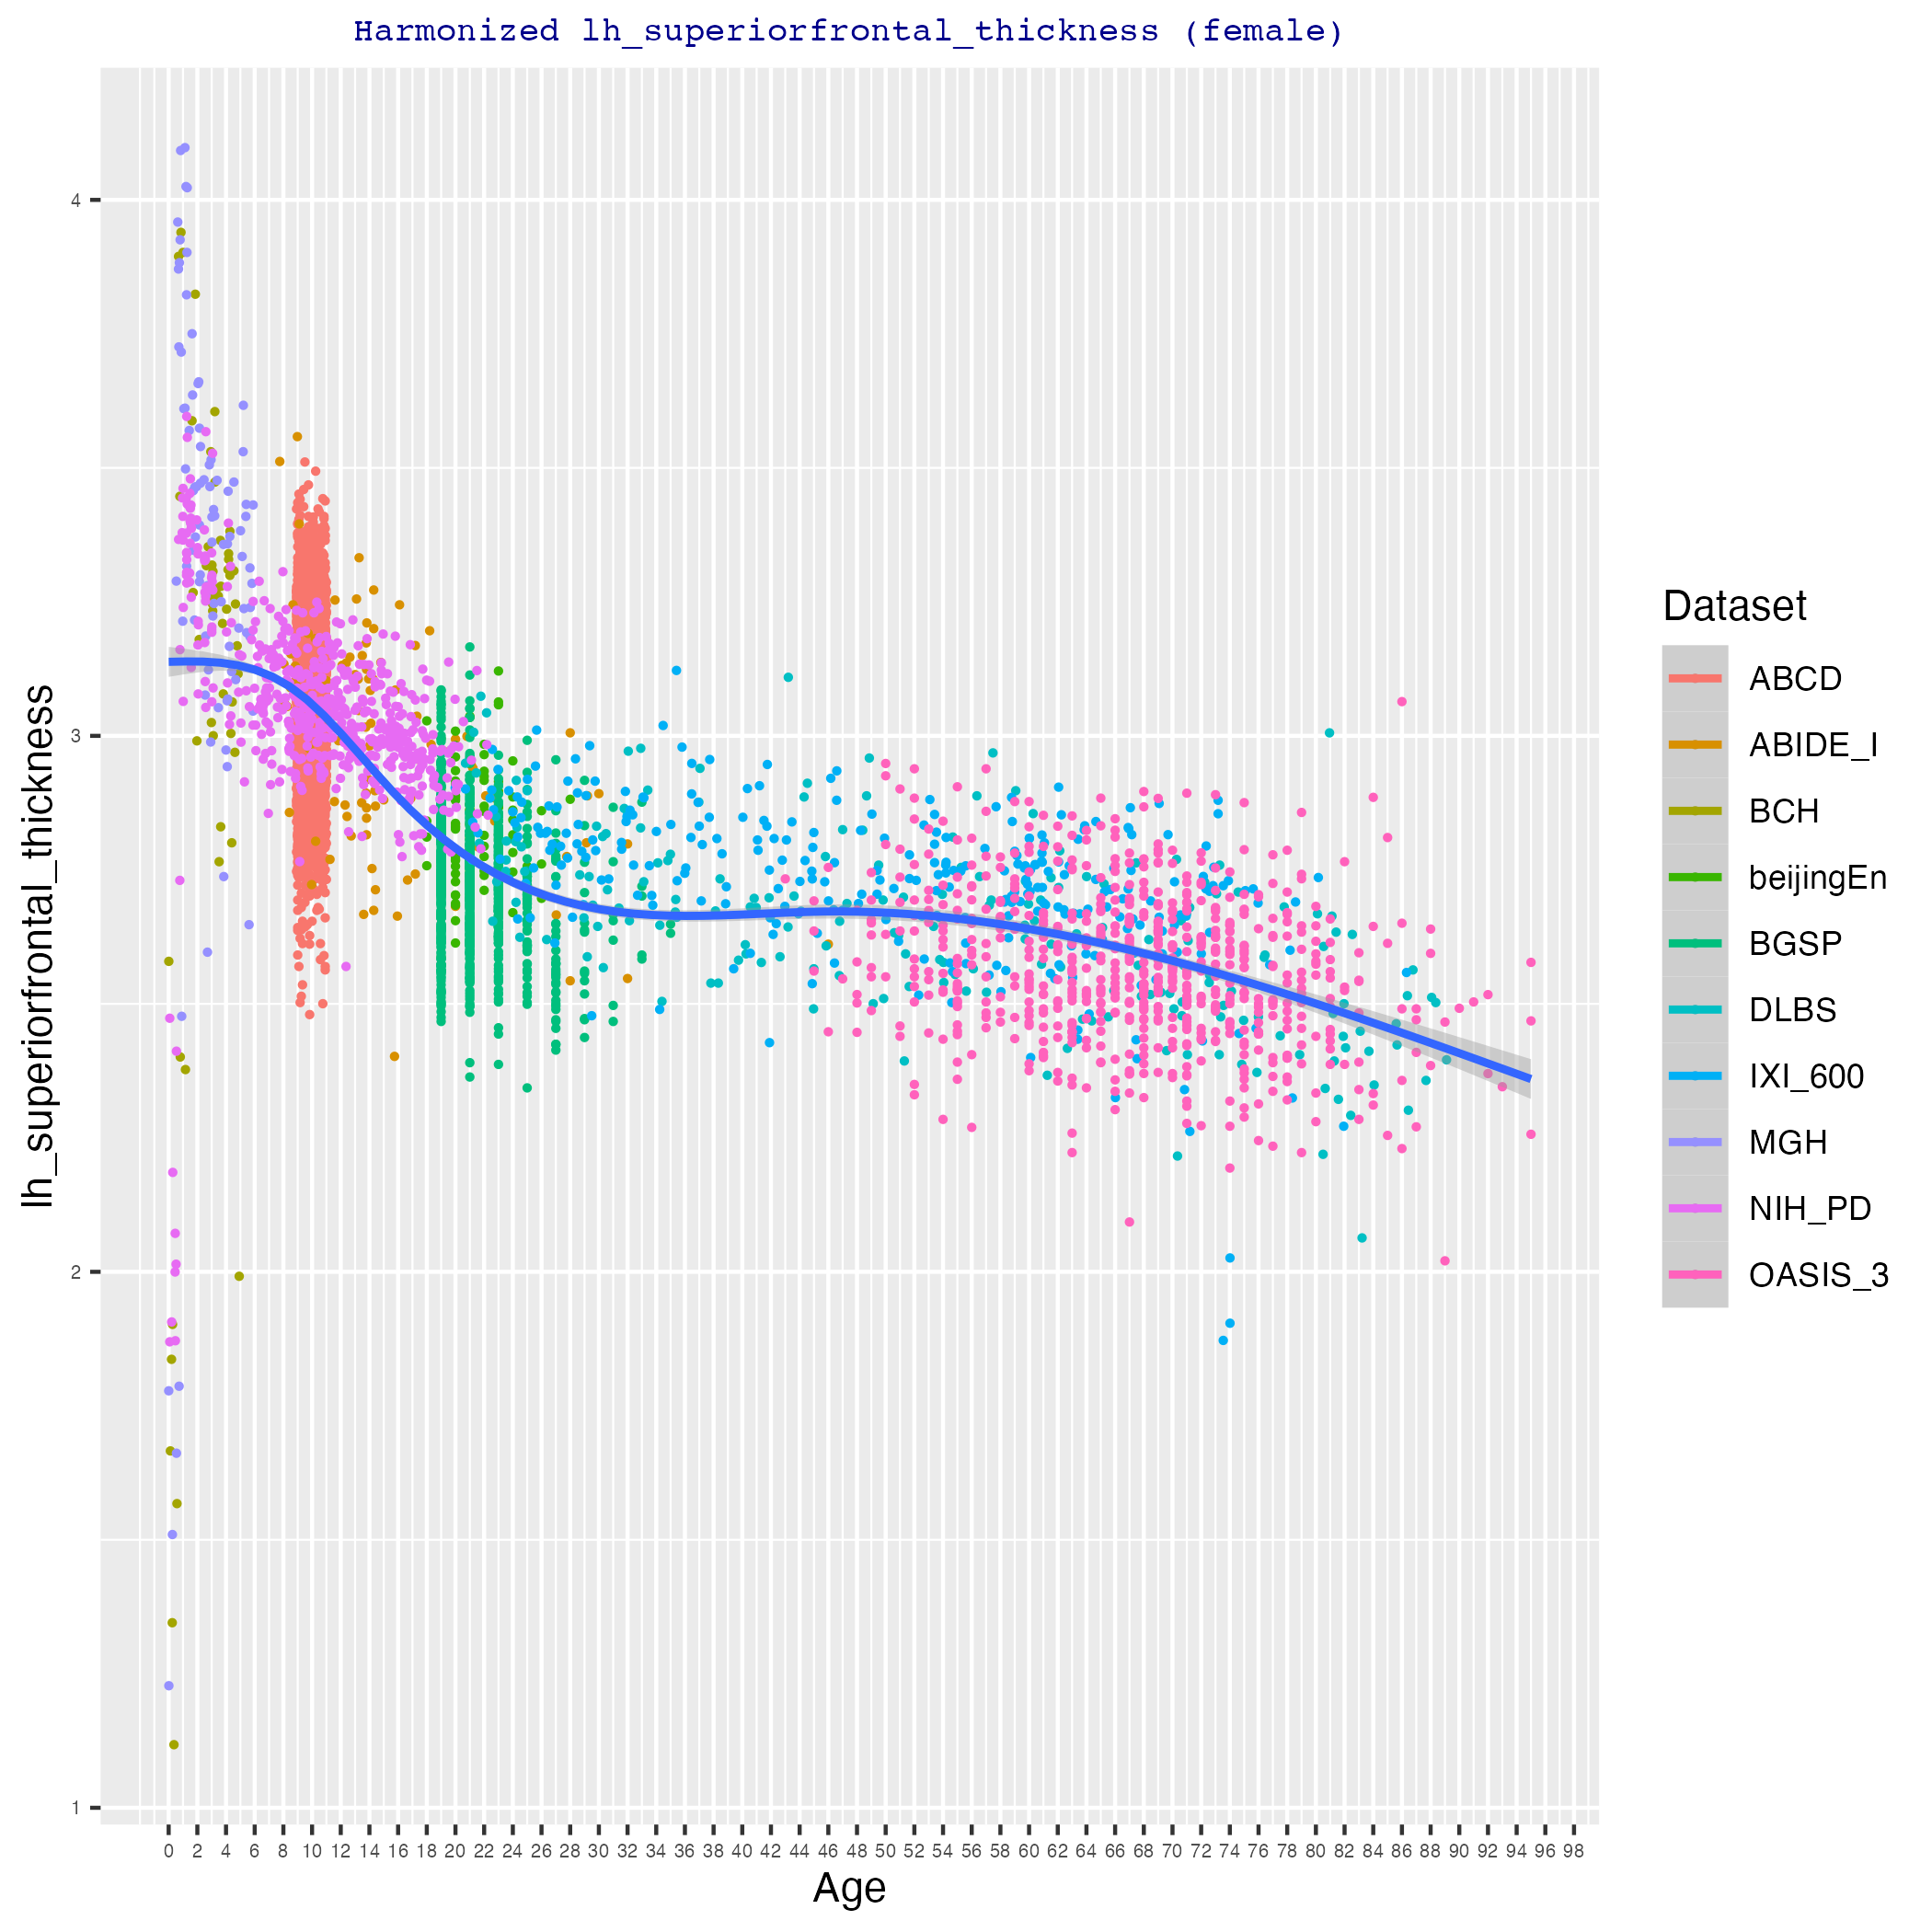 Harmonized lh_superiorfrontal_thickness (female)
4
3
2
1
lh_superiorfrontal_thickness
0 2 4 6 8 10 12 14 16 18 20 22 24 26 28 30 32 34 36 38 40 42 44 46 48 50 52 54 56 58 60 62 64 66 68 70 72 74 76 78 80 82 84 86 88 90 92 94 96 98
Age
Dataset
ABCD
ABIDE_I
BCH
beijingEn
BGSP
DLBS
IXI_600
MGH
NIH_PD
OASIS_3